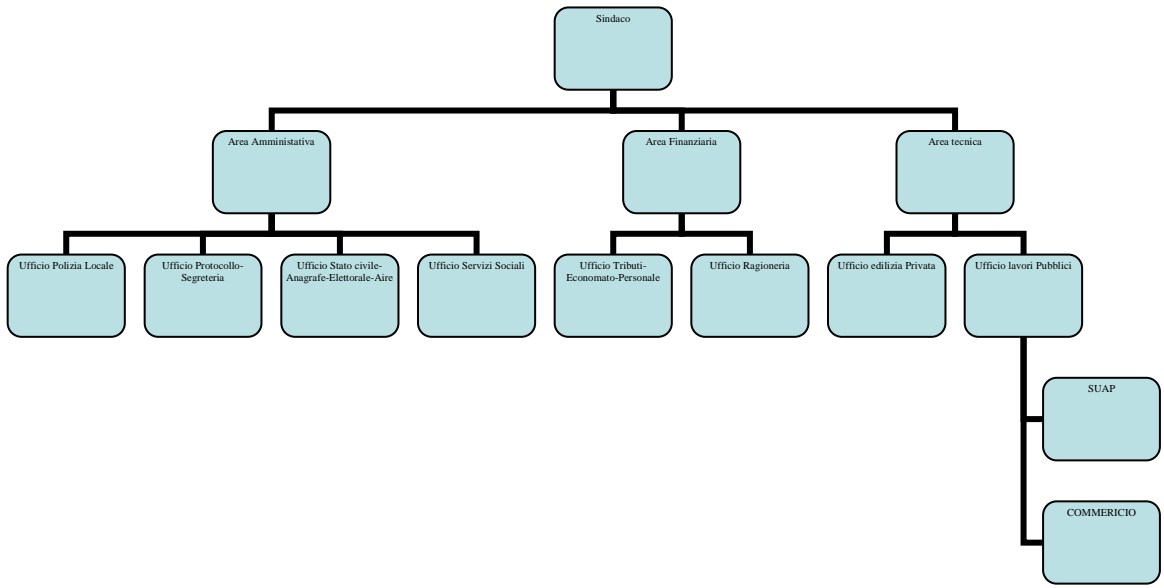 Sindaco
Area Amministativa
Area Finanziaria
Area tecnica
Ufficio Polizia Locale
Ufficio Protocollo-
Segreteria
Ufficio Stato civile-
Anagrafe-Elettorale-Aire
Ufficio Servizi Sociali
Ufficio Tributi-
Economato-Personale
Ufficio Ragioneria
Ufficio edilizia Privata
Ufficio lavori Pubblici
SUAP
COMMERICIO